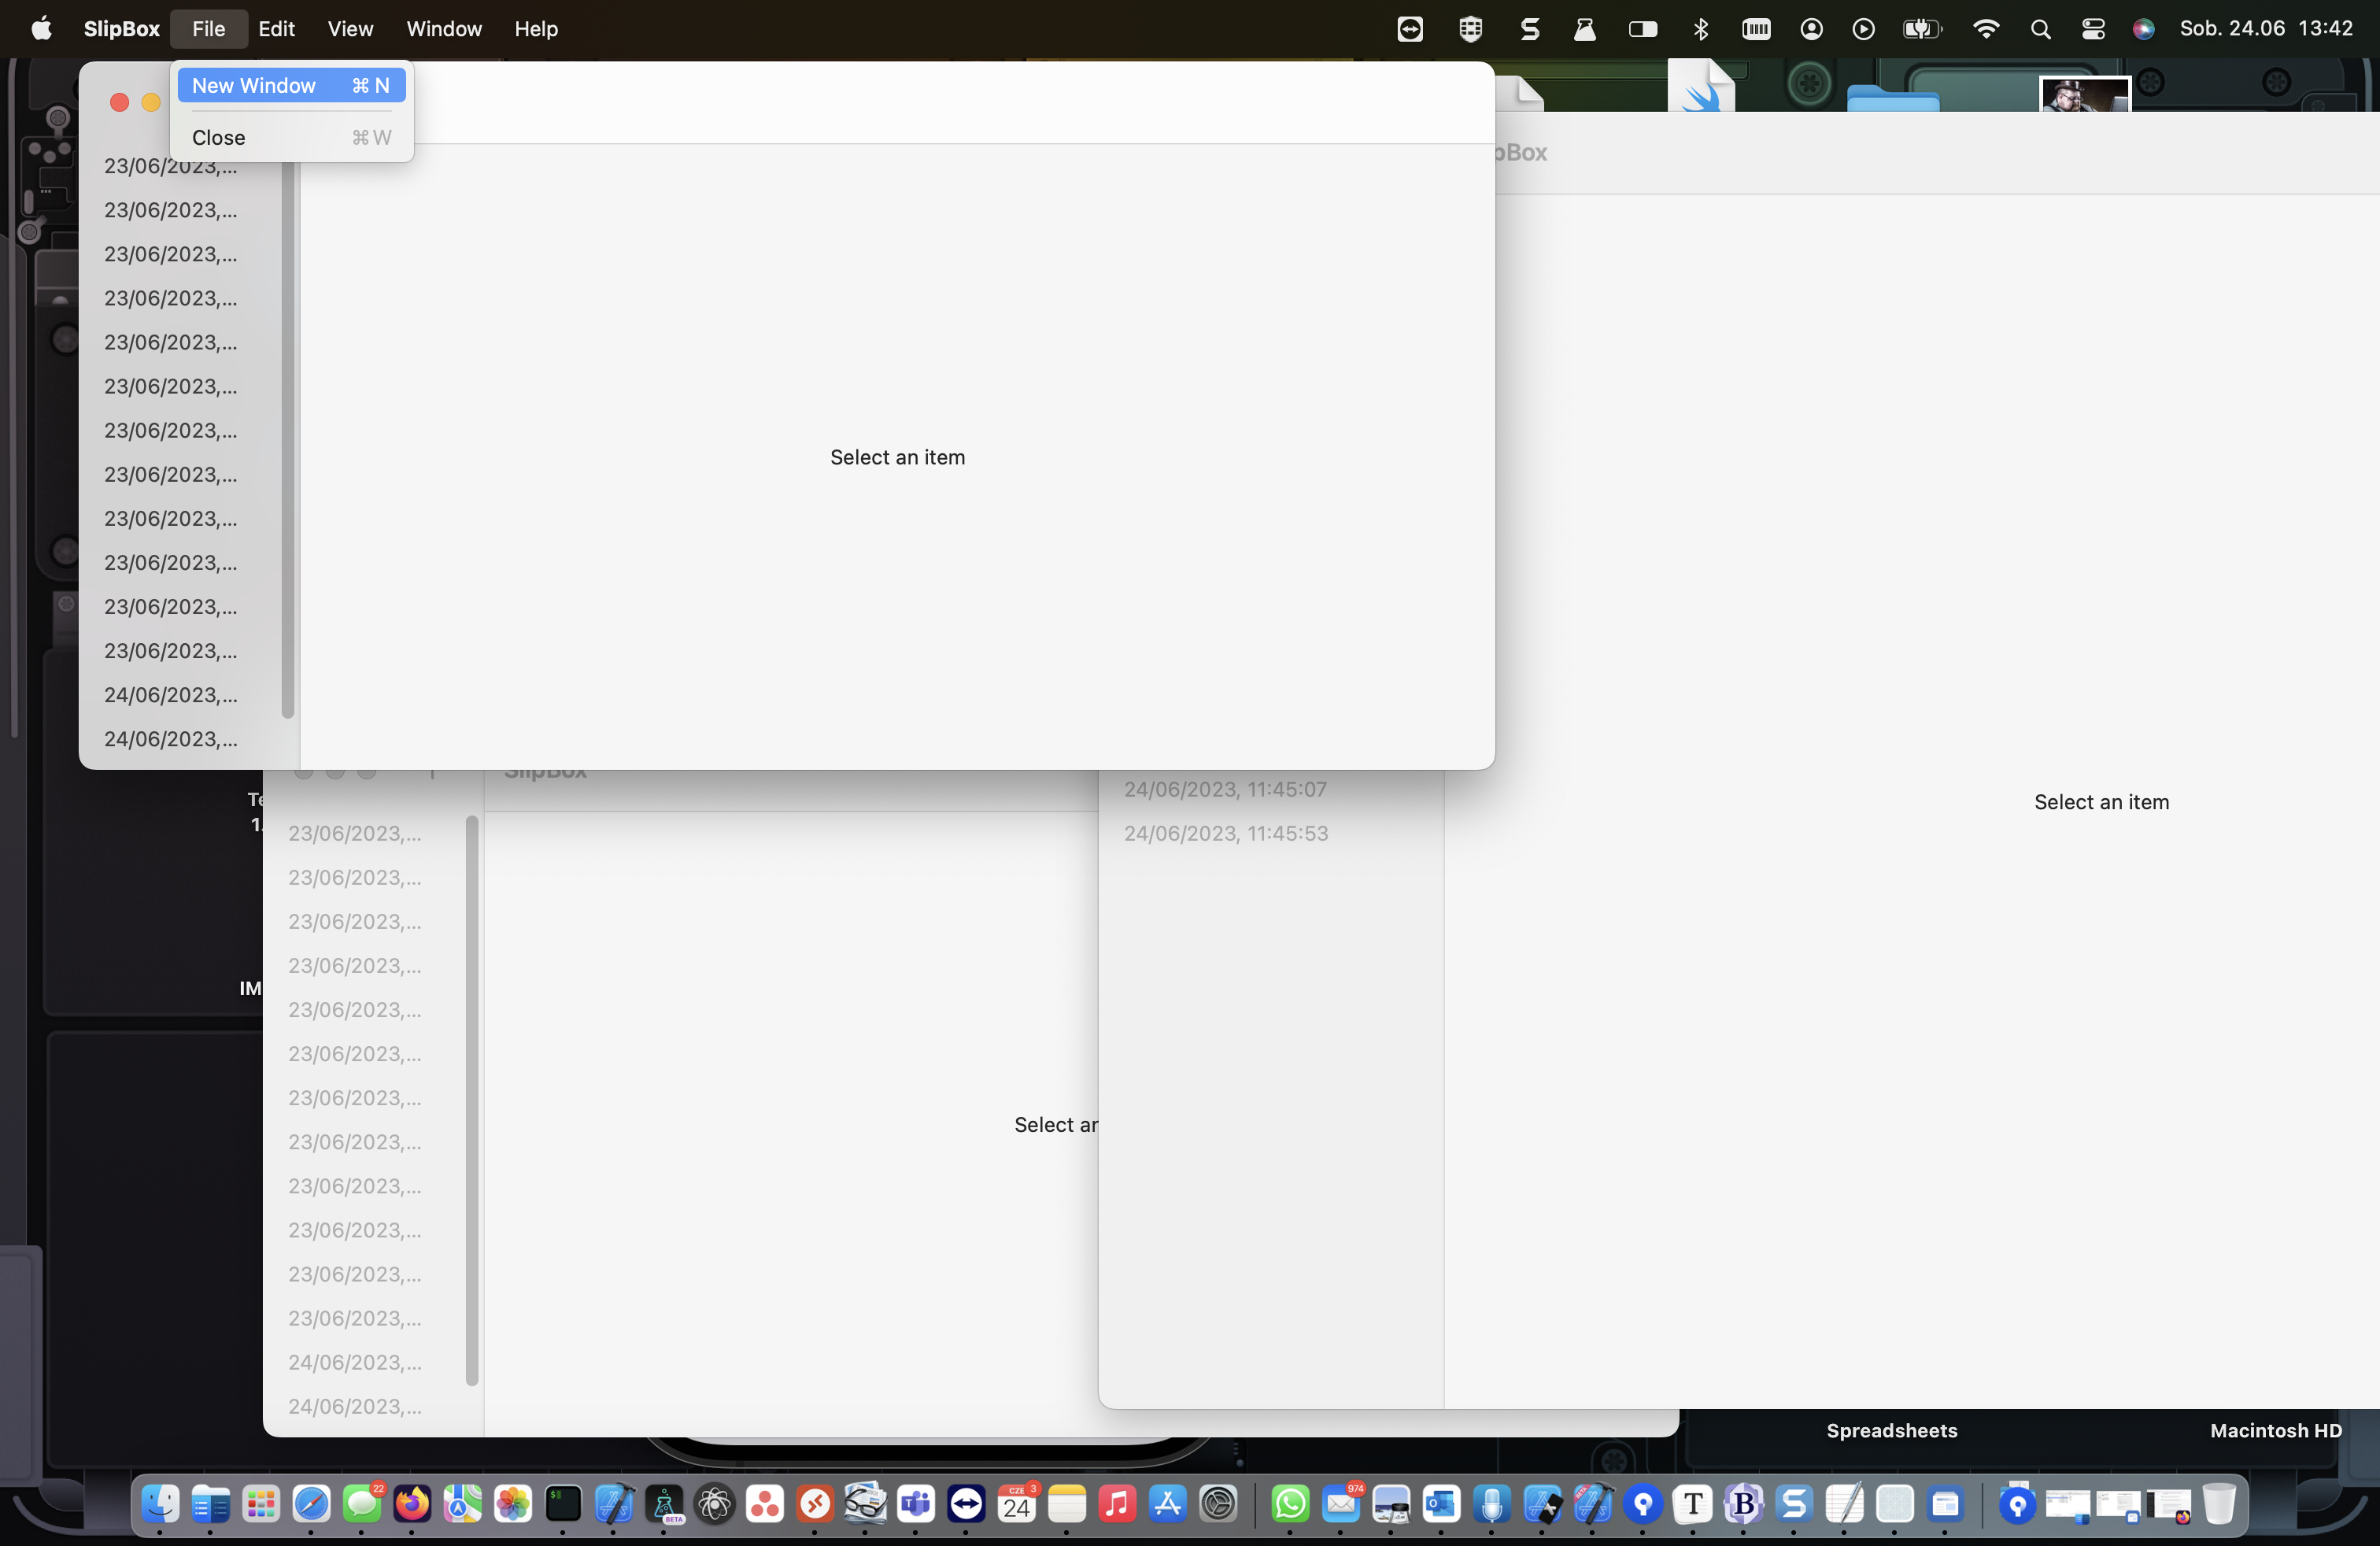 SlipBox File Edit View Window Help
Sob. 24.06 13:42
New Window ⌘ N
Close ⌘ W
23/06/2023,...
23/06/2023,...
23/06/2023,...
23/06/2023,...
23/06/2023,...
23/06/2023,...
23/06/2023,...
23/06/2023,...
23/06/2023,...
23/06/2023,...
23/06/2023,...
23/06/2023,...
24/06/2023,...
24/06/2023,...
Select an item
pBox
Select an item
SlipBox
23/06/2023,...
23/06/2023,...
23/06/2023,...
23/06/2023,...
23/06/2023,...
23/06/2023,...
23/06/2023,...
23/06/2023,...
23/06/2023,...
23/06/2023,...
23/06/2023,...
23/06/2023,...
24/06/2023,...
24/06/2023,...
Select an
24/06/2023, 11:45:07
24/06/2023, 11:45:53
Te
1.
IM
Spreadsheets
Macintosh HD
22
BETA
CZE 3
24
974